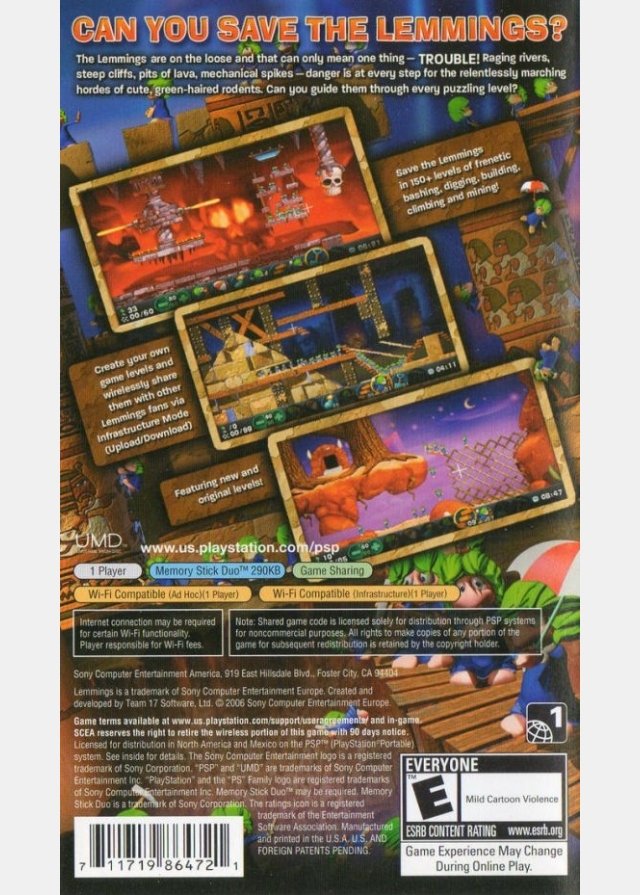 CAN YOU SAVE THE LEMMINGS?
The Lemmings are on the loose and that can only mean one thing — TROUBLE! Raging rivers,
steep cliffs, pits of lava, mechanical spikes — danger is at every step for the relentlessly marching
hordes of cute, green-haired rodents. Can you guide them through every puzzling level?
Save the Lemmings
in 150+ levels of frenetic
bashing, digging, building,
climbing and mining!
Create your own
game levels and
wirelessly share
them with other
Lemmings fans via
Infrastructure Mode
(Upload/Download)
04:11
Featuring new and
original levels!
03:47
UMD
www.us.playstation.com/psp
1 Player
Memory Stick Duo™ 290KB
Game Sharing
Wi-Fi Compatible (Ad Hoc)(1 Player)
Wi-Fi Compatible (Infrastructure)(1 Player)
Internet connection may be required
for certain Wi-Fi functionality.
Player responsible for Wi-Fi fees.
Note: Shared game code is licensed solely for distribution through PSP systems
for noncommercial purposes. All rights to make copies of any portion of the
game for subsequent redistribution is retained by the copyright holder.
Sony Computer Entertainment America, 919 East Hillsdale Blvd., Foster City, CA 94404
Lemmings is a trademark of Sony Computer Entertainment Europe. Created and
developed by Team 17 Software, Ltd. © 2006 Sony Computer Entertainment Europe.
Game terms available at www.us.playstation.com/support/useragreements/ and in-game.
SCEA reserves the right to retire the wireless portion of this game with 90 days notice.
Licensed for distribution in North America and Mexico on the PSP™ (PlayStation®Portable)
system. See inside for details. The Sony Computer Entertainment logo is a registered
trademark of Sony Corporation. "PSP" and "UMD" are trademarks of Sony Computer
Entertainment Inc. "PlayStation" and the "PS" Family logo are registered trademarks
of Sony Computer Entertainment Inc. Memory Stick Duo™ may be required. Memory
Stick Duo is a trademark of Sony Corporation. The ratings icon is a registered
trademark of the Entertainment
Software Association. Manufactured
and printed in the U.S.A. U.S. AND
FOREIGN PATENTS PENDING.
1
EVERYONE
E
TM
Mild Cartoon Violence
ESRB CONTENT RATING www.esrb.org
Game Experience May Change
During Online Play.
7 11719 86472 1